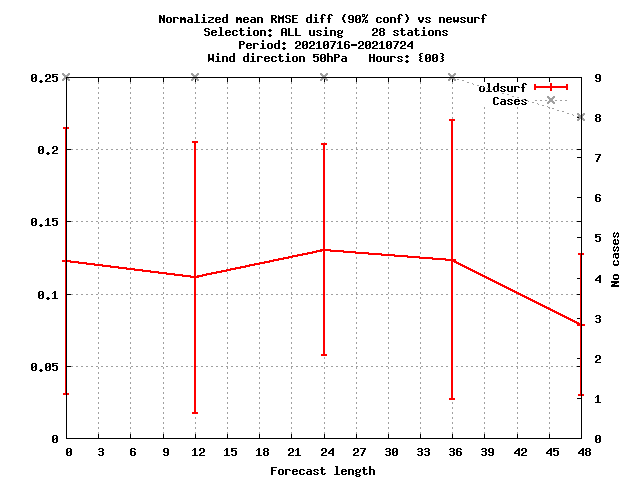 Normalized mean RMSE diff (90% conf) vs newsurf
Selection: ALL using    28 stations
Period: 20210716-20210724
Wind direction 50hPa   Hours: {00}
oldsurf
Cases
0.25
0.2
0.15
0.1
0.05
0
9
8
7
6
5
4
3
2
1
0
No cases
0 3 6 9 12 15 18 21 24 27 30 33 36 39 42 45 48
Forecast length